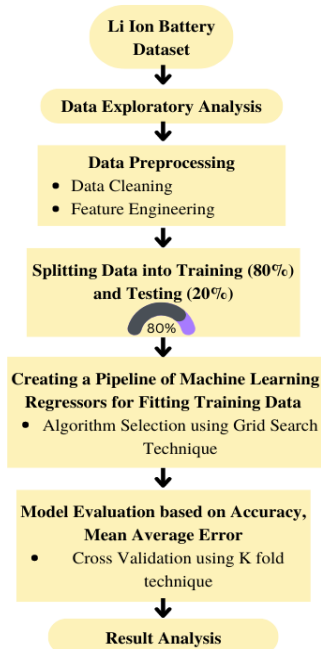 Li Ion Battery
Dataset
Data Exploratory Analysis
Data Preprocessing
• Data Cleaning
• Feature Engineering
Splitting Data into Training (80%)
and Testing (20%)
80%
Creating a Pipeline of Machine Learning
Regressors for Fitting Training Data
• Algorithm Selection using Grid Search
Technique
Model Evaluation based on Accuracy,
Mean Average Error
• Cross Validation using K fold
technique
Result Analysis